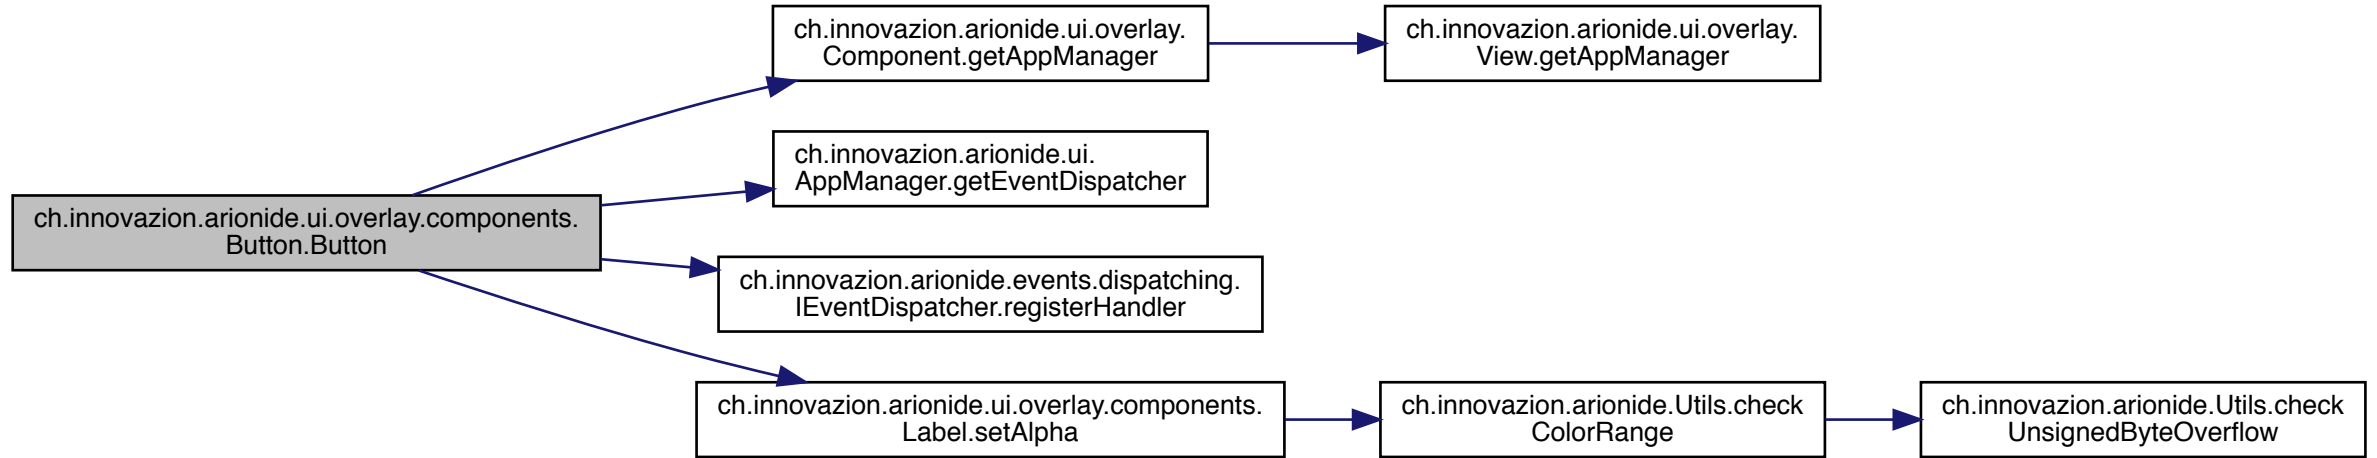 ch.innovazion.arionide.ui.overlay.components.
Button.Button
ch.innovazion.arionide.ui.overlay.
Component.getAppManager
ch.innovazion.arionide.ui.overlay.
View.getAppManager
ch.innovazion.arionide.ui.
AppManager.getEventDispatcher
ch.innovazion.arionide.events.dispatching.
IEventDispatcher.registerHandler
ch.innovazion.arionide.ui.overlay.components.
Label.setAlpha
ch.innovazion.arionide.Utils.check
ColorRange
ch.innovazion.arionide.Utils.check
UnsignedByteOverflow